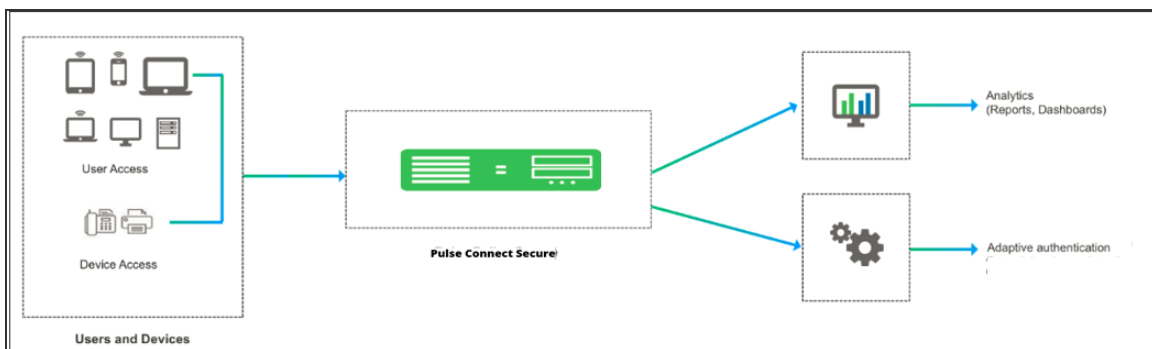 User Access
Device Access
Users and Devices
Pulse Connect Secure
Analytics
(Reports, Dashboards)
Adaptive authentication